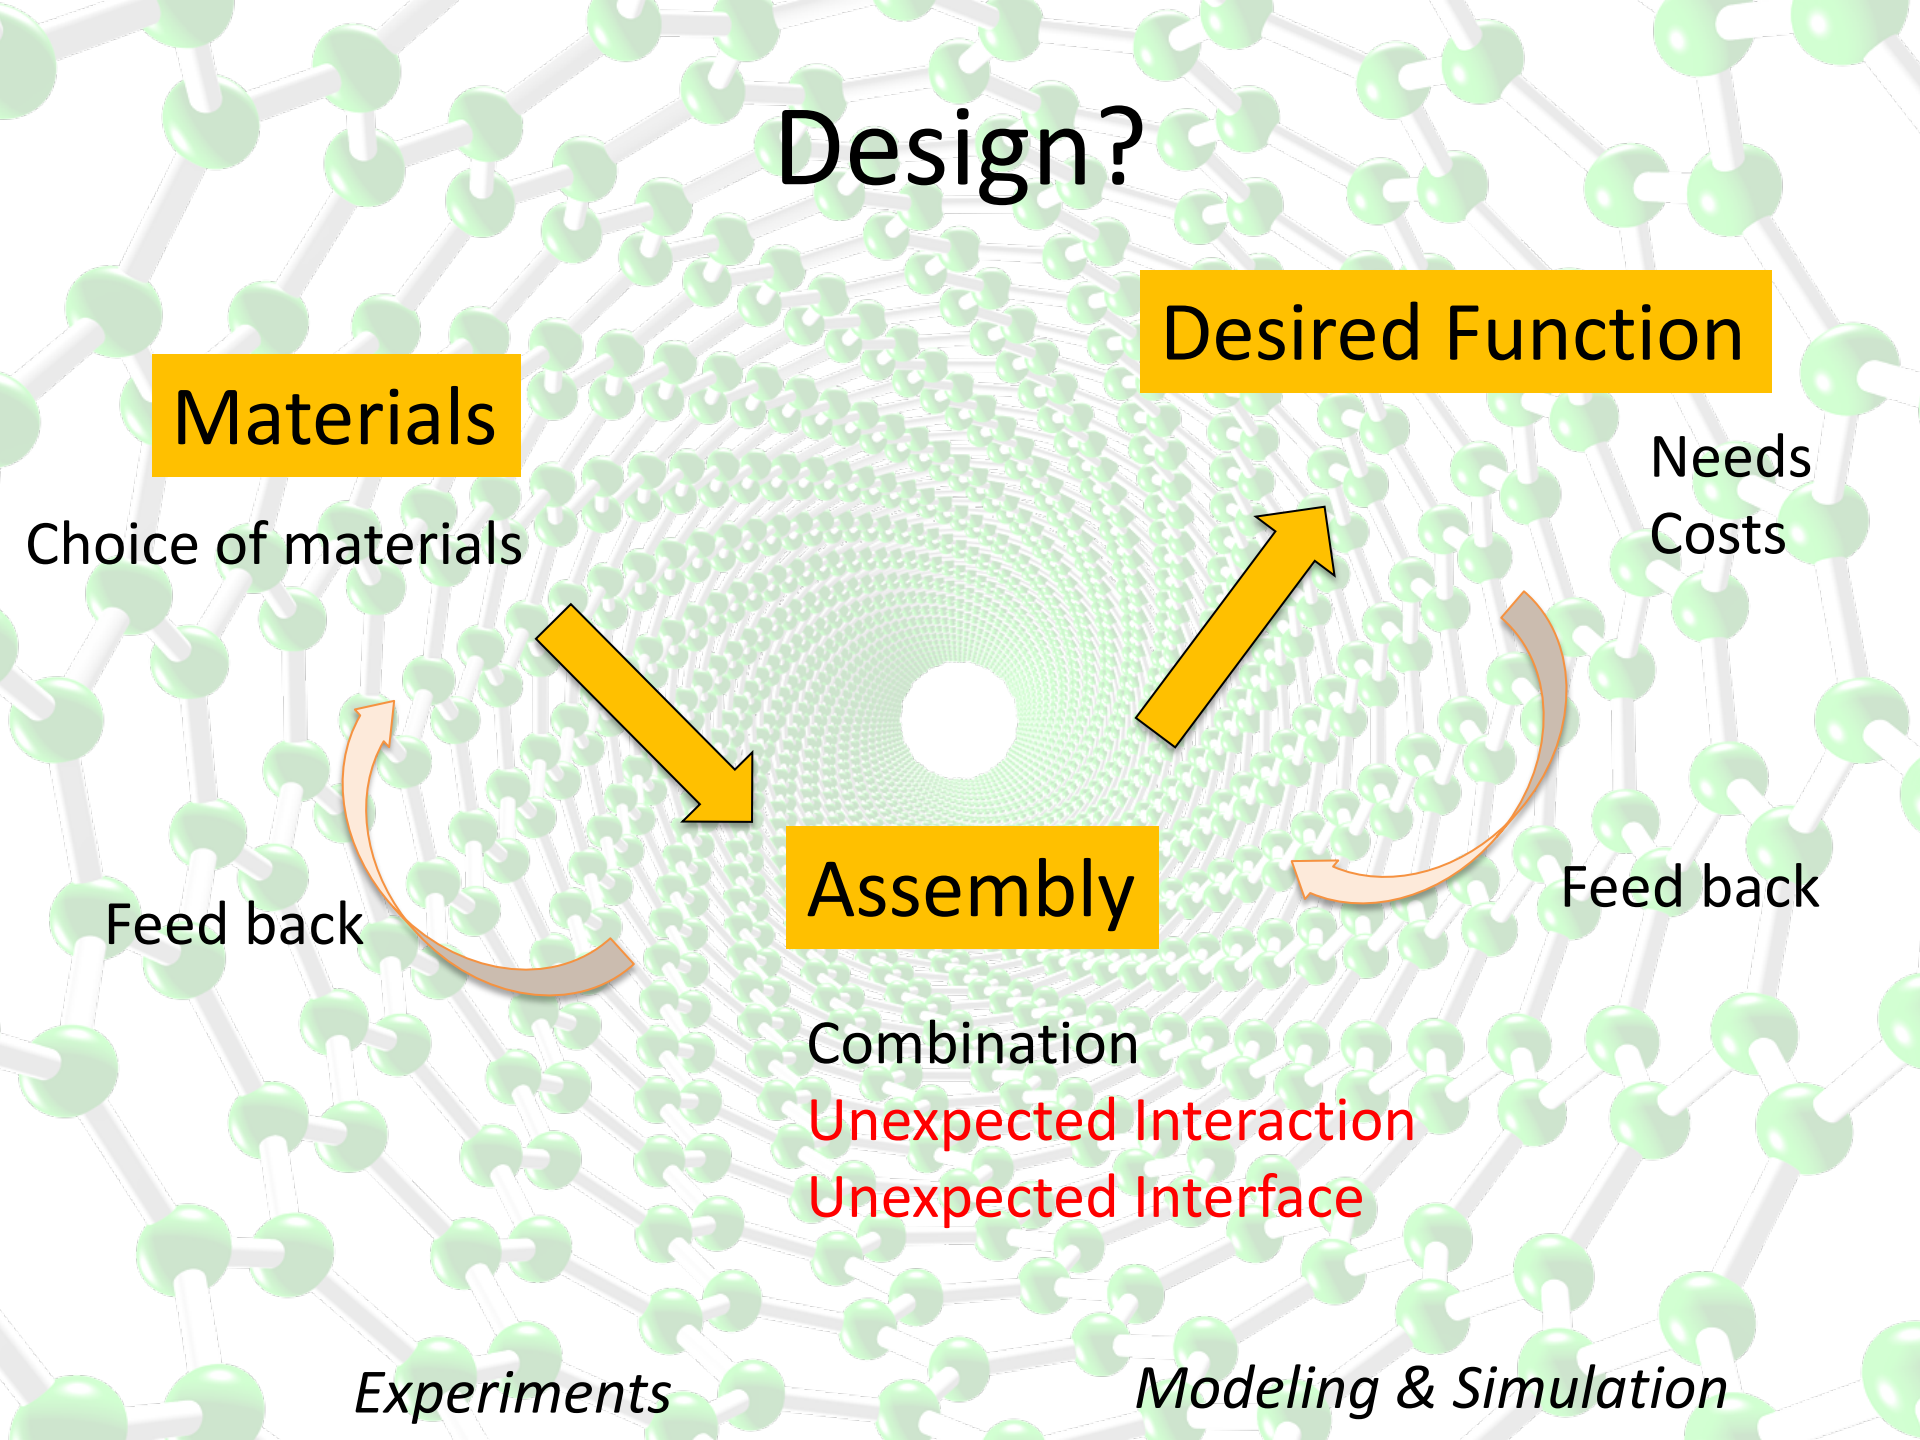 Design?
Desired Function
Materials
Needs
Costs
Choice of materials
Assembly
Feed back
Feed back
Combination
Unexpected Interaction
Unexpected Interface
Experiments
Modeling & Simulation